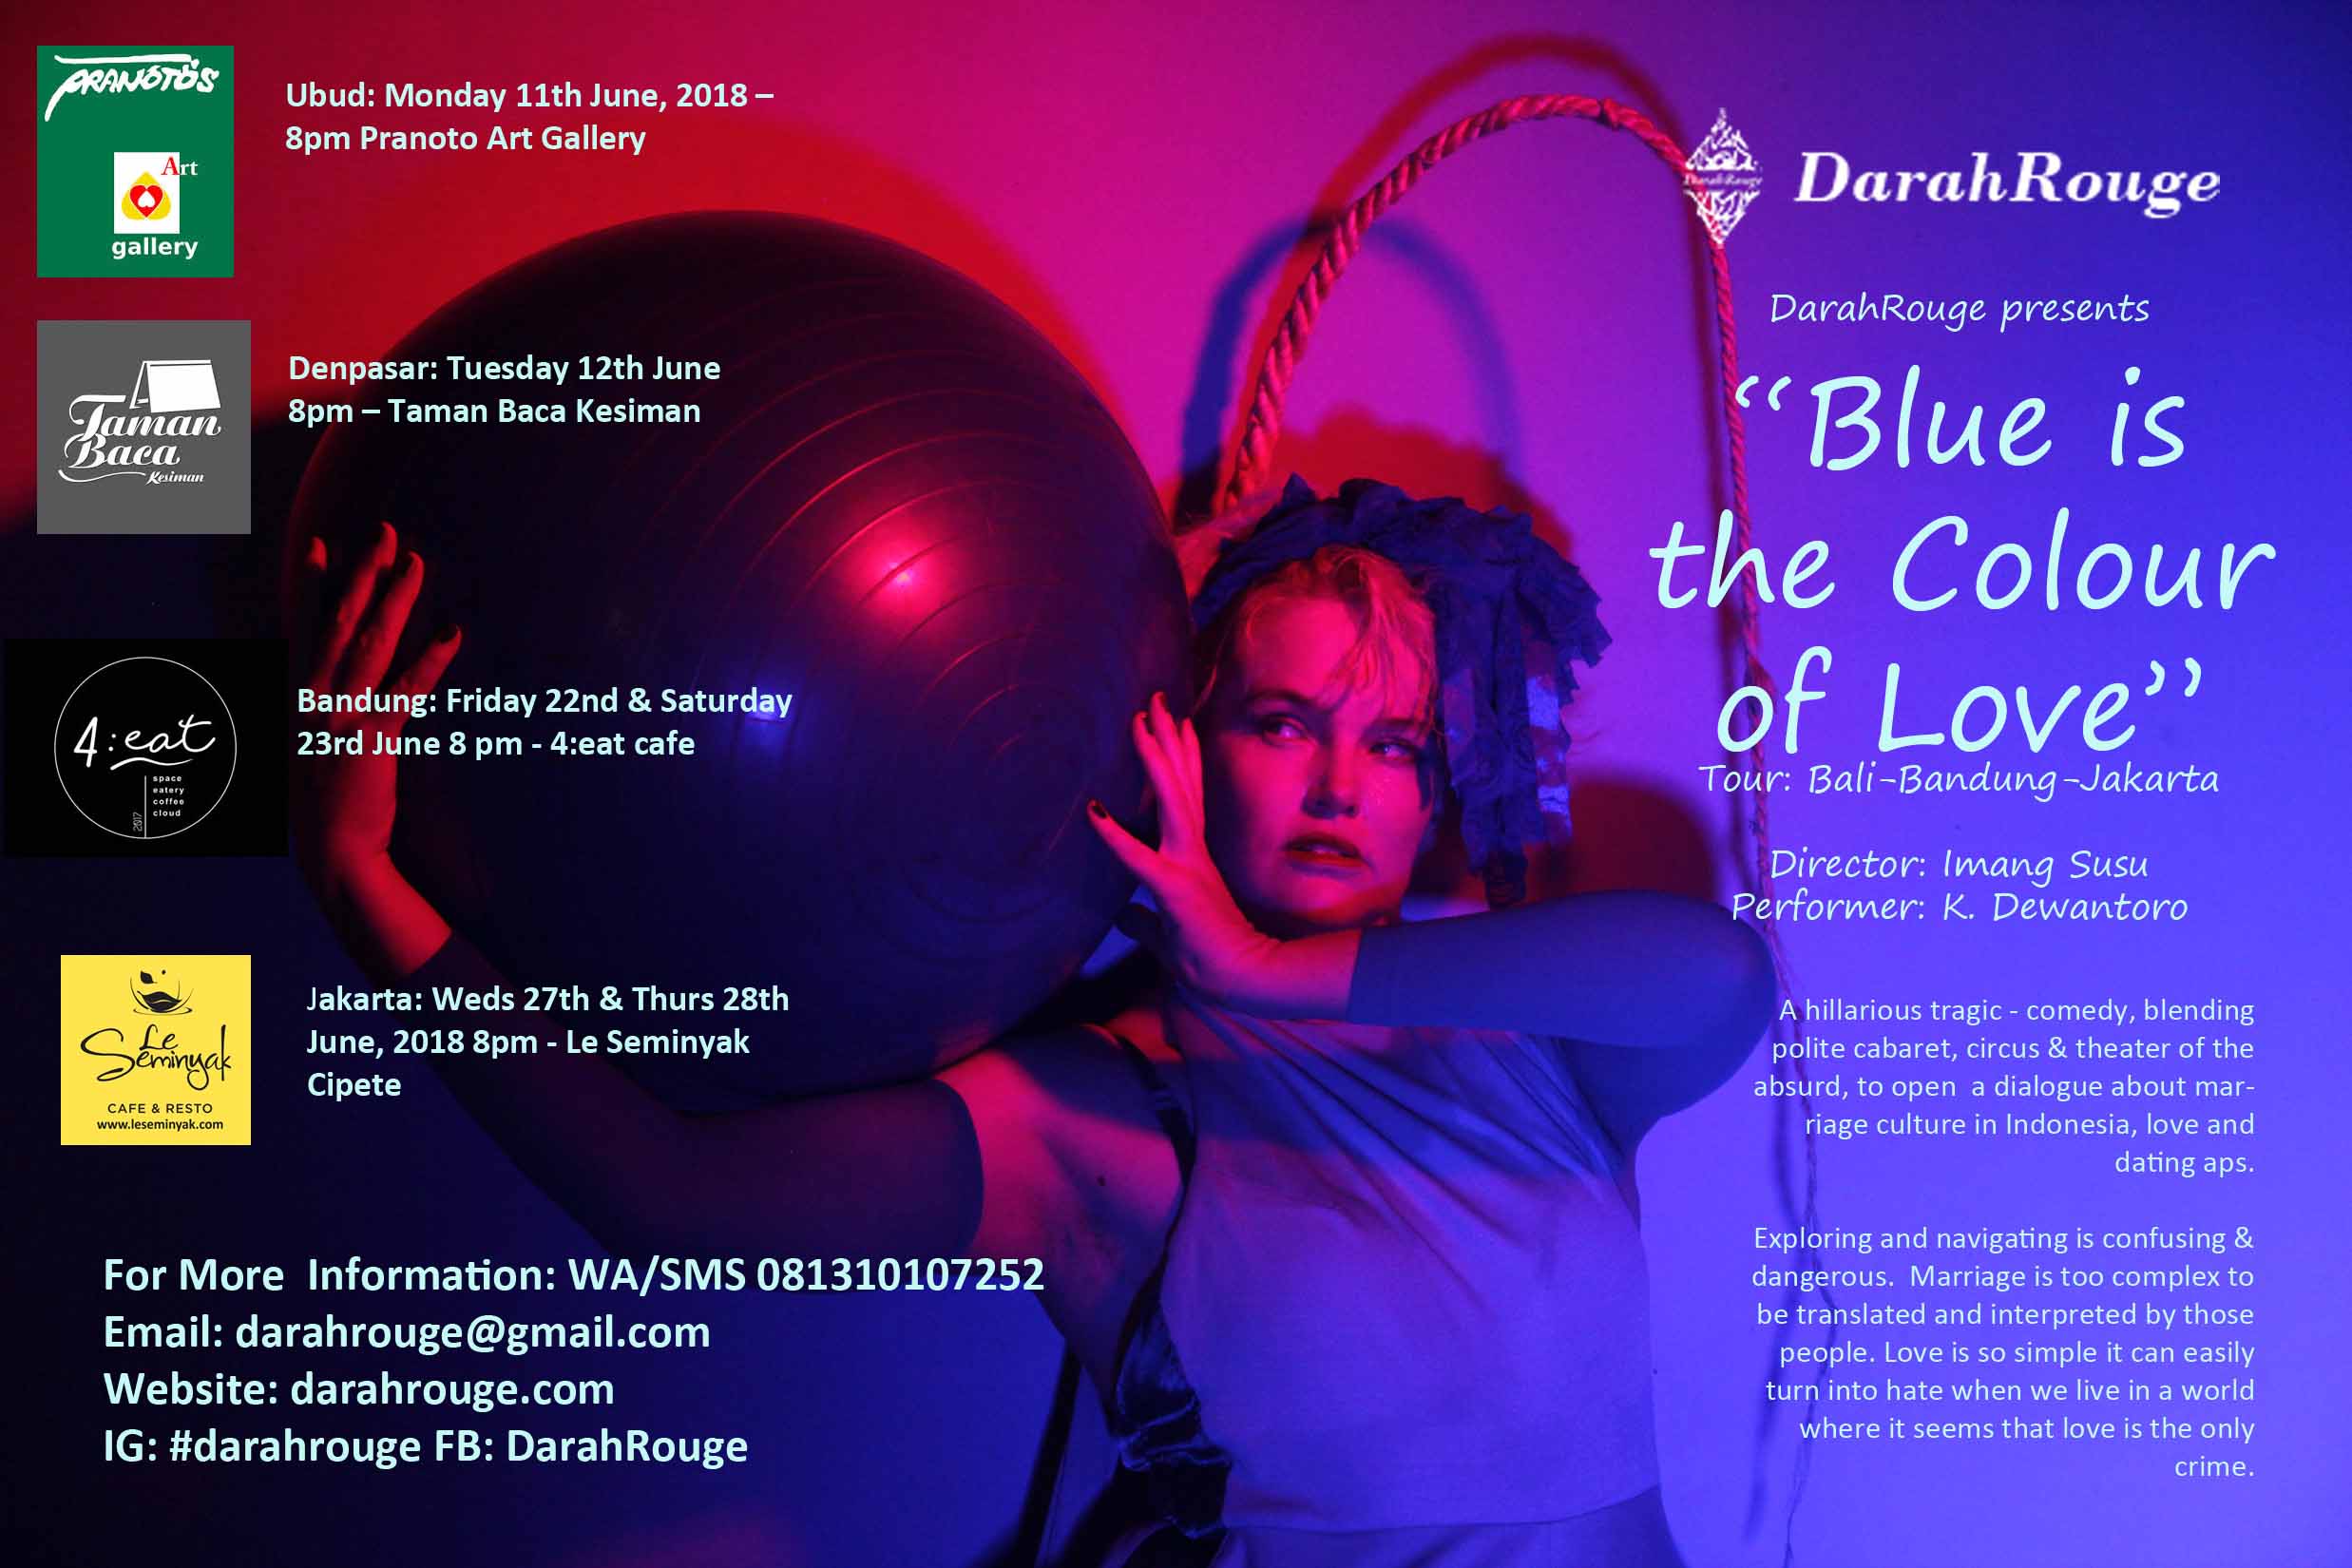 PRANOTO'S
Art
gallery
Ubud: Monday 11th June, 2018 –
8pm Pranoto Art Gallery
Taman
Baca
Kesiman
Denpasar: Tuesday 12th June
8pm – Taman Baca Kesiman
4:eat
space
eatery
coffee
cloud
2017
Bandung: Friday 22nd & Saturday
23rd June 8 pm - 4:eat cafe
Le
Seminyak
CAFE & RESTO
www.leseminyak.com
Jakarta: Weds 27th & Thurs 28th
June, 2018 8pm - Le Seminyak
Cipete
For More Information: WA/SMS 081310107252
Email: darahrouge@gmail.com
Website: darahrouge.com
IG: #darahrouge FB: DarahRouge
DarahRouge
DarahRouge
DarahRouge presents
“Blue is
the Colour
of Love”
Tour: Bali-Bandung-Jakarta
Director: Imang Susu
Performer: K. Dewantoro
A hillarious tragic - comedy, blending
polite cabaret, circus & theater of the
absurd, to open a dialogue about mar-
riage culture in Indonesia, love and
dating aps.
Exploring and navigating is confusing &
dangerous. Marriage is too complex to
be translated and interpreted by those
people. Love is so simple it can easily
turn into hate when we live in a world
where it seems that love is the only
crime.